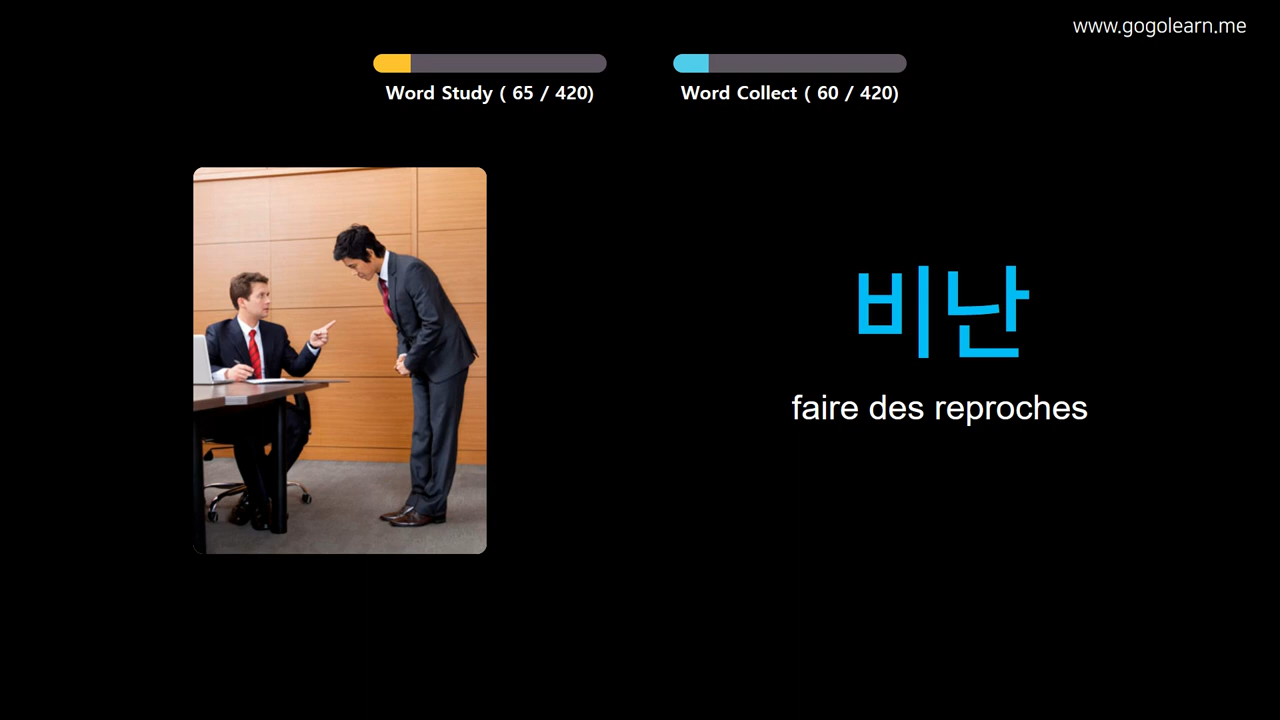 www.gogolearn.me
Word Study ( 65 / 420)
Word Collect ( 60 / 420)
비난
faire des reproches